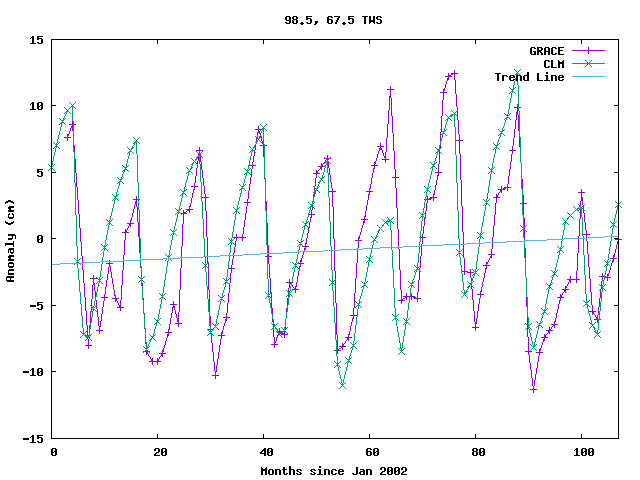 98.5, 67.5 TWS
15
10
5
0
-5
-10
-15
Anomaly (cm)
GRACE
CLM
Trend Line
0 20 40 60 80 100
Months since Jan 2002